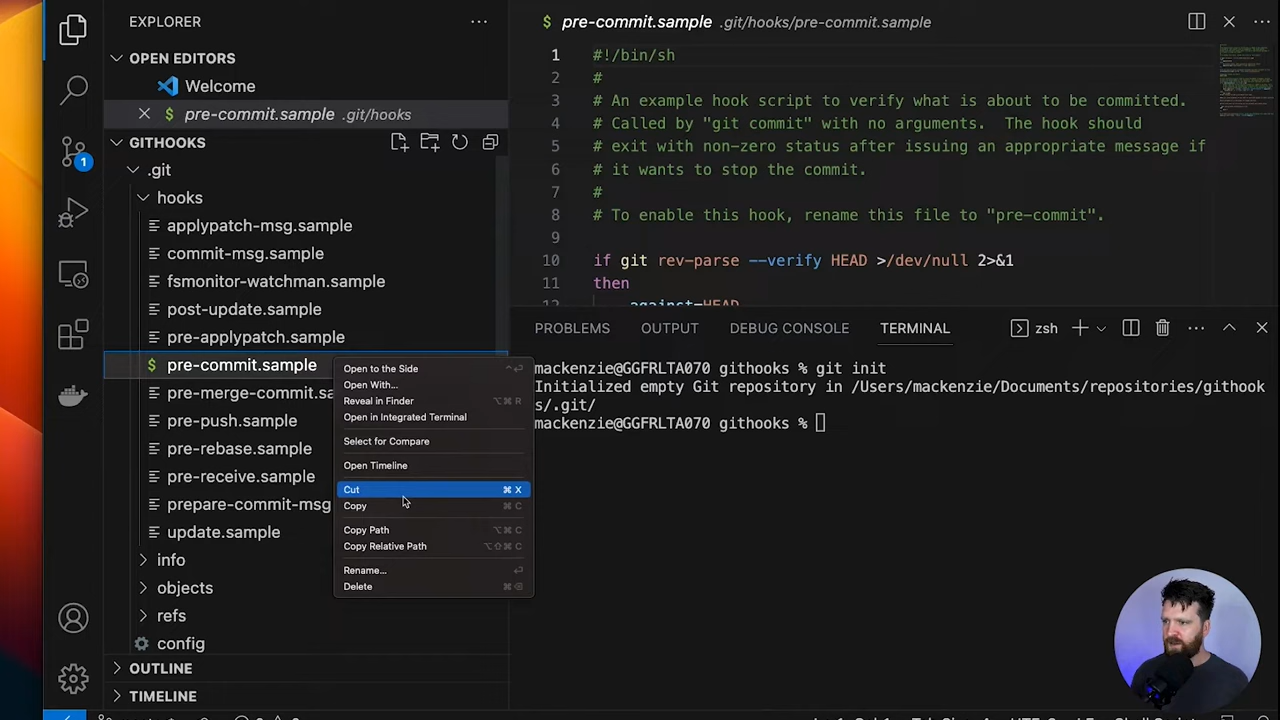 EXPLORER
OPEN EDITORS
Welcome
pre-commit.sample .git/hooks
GITHOOKS
.git
hooks
applypatch-msg.sample
commit-msg.sample
fsmonitor-watchman.sample
post-update.sample
pre-applypatch.sample
pre-commit.sample
pre-merge-commit.sa
pre-push.sample
pre-rebase.sample
pre-receive.sample
prepare-commit-msg
update.sample
info
objects
refs
config
OUTLINE
TIMELINE
1
Open to the Side ⌃⏎
Open With...
Reveal in Finder ⌥⌘ R
Open in Integrated Terminal
Select for Compare
Open Timeline
Cut ⌘ X
Copy ⌘ C
Copy Path ⌥⌘ C
Copy Relative Path ⌥⇧⌘ C
Rename... ⏎
Delete ⌘⌫
$ pre-commit.sample .git/hooks/pre-commit.sample
1 #!/bin/sh
2 #
3 # An example hook script to verify what is about to be committed.
4 # Called by "git commit" with no arguments.  The hook should
5 # exit with non-zero status after issuing an appropriate message if
6 # it wants to stop the commit.
7 #
8 # To enable this hook, rename this file to "pre-commit".
9
10 if git rev-parse --verify HEAD >/dev/null 2>&1
11 then
12 against=HEAD
PROBLEMS OUTPUT DEBUG CONSOLE TERMINAL zsh
mackenzie@GGFRLTA070 githooks % git init
Initialized empty Git repository in /Users/mackenzie/Documents/repositories/githook
s/.git/
mackenzie@GGFRLTA070 githooks %